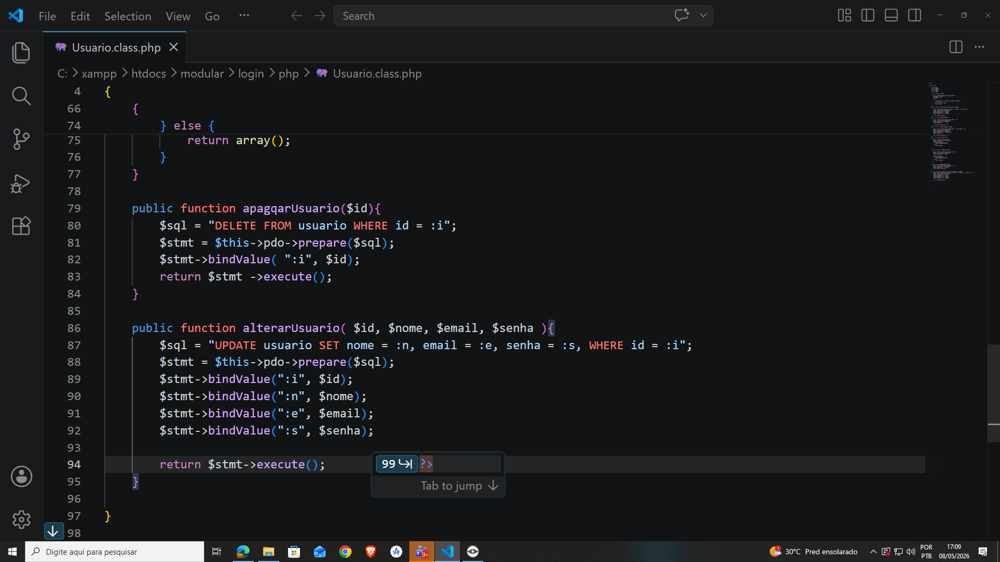 File Edit Selection View Go ··· Search
Usuario.class.php
C: > xampp > htdocs > modular > login > php > Usuario.class.php
4 {
66 {
74 } else {
75 return array();
76 }
77 }
78
79 public function apagqarUsuario($id){
80 $sql = "DELETE FROM usuario WHERE id = :i";
81 $stmt = $this->pdo->prepare($sql);
82 $stmt->bindValue( ":i", $id);
83 return $stmt ->execute();
84 }
85
86 public function alterarUsuario( $id, $nome, $email, $senha ){
87 $sql = "UPDATE usuario SET nome = :n, email = :e, senha = :s, WHERE id = :i";
88 $stmt = $this->pdo->prepare($sql);
89 $stmt->bindValue(":i", $id);
90 $stmt->bindValue(":n", $nome);
91 $stmt->bindValue(":e", $email);
92 $stmt->bindValue(":s", $senha);
93
94 return $stmt->execute(); 99 ?>
Tab to jump
95 }
96
97 }
98
Digite aqui para pesquisar
9+
1 30°C Pred ensolarado
POR
PTB
17:09
08/05/2026